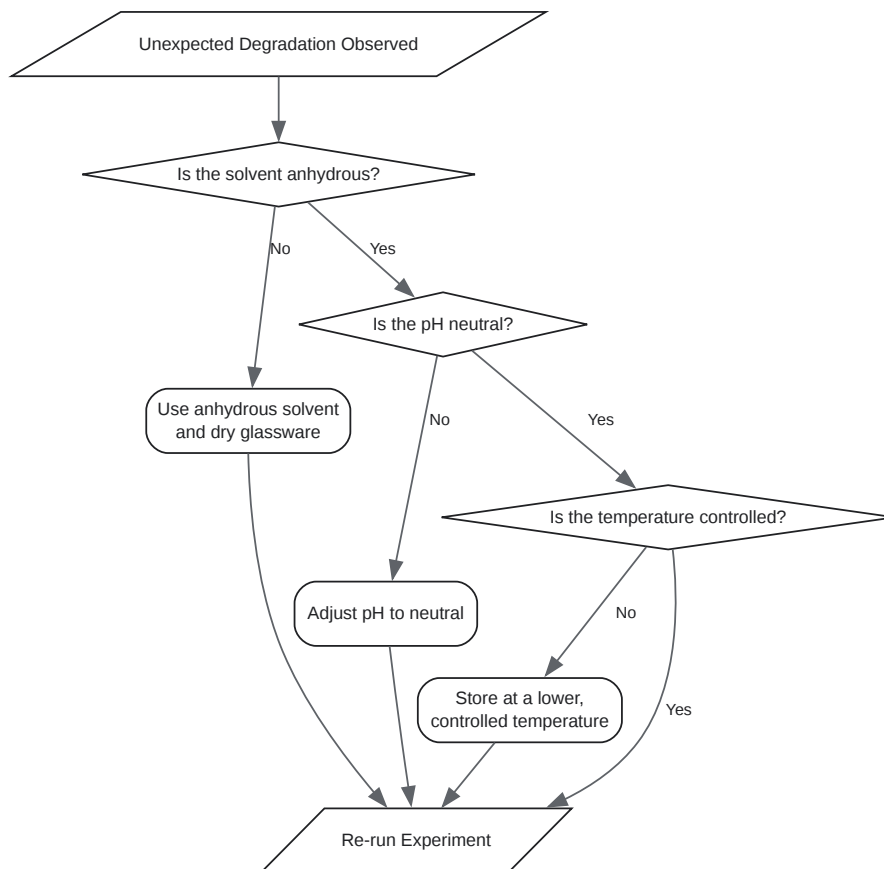 Unexpected Degradation Observed
Is the solvent anhydrous?
No
Yes
Is the pH neutral?
Use anhydrous solvent
and dry glassware
No
Yes
Is the temperature controlled?
Adjust pH to neutral
No
Store at a lower,
controlled temperature
Yes
Re-run Experiment